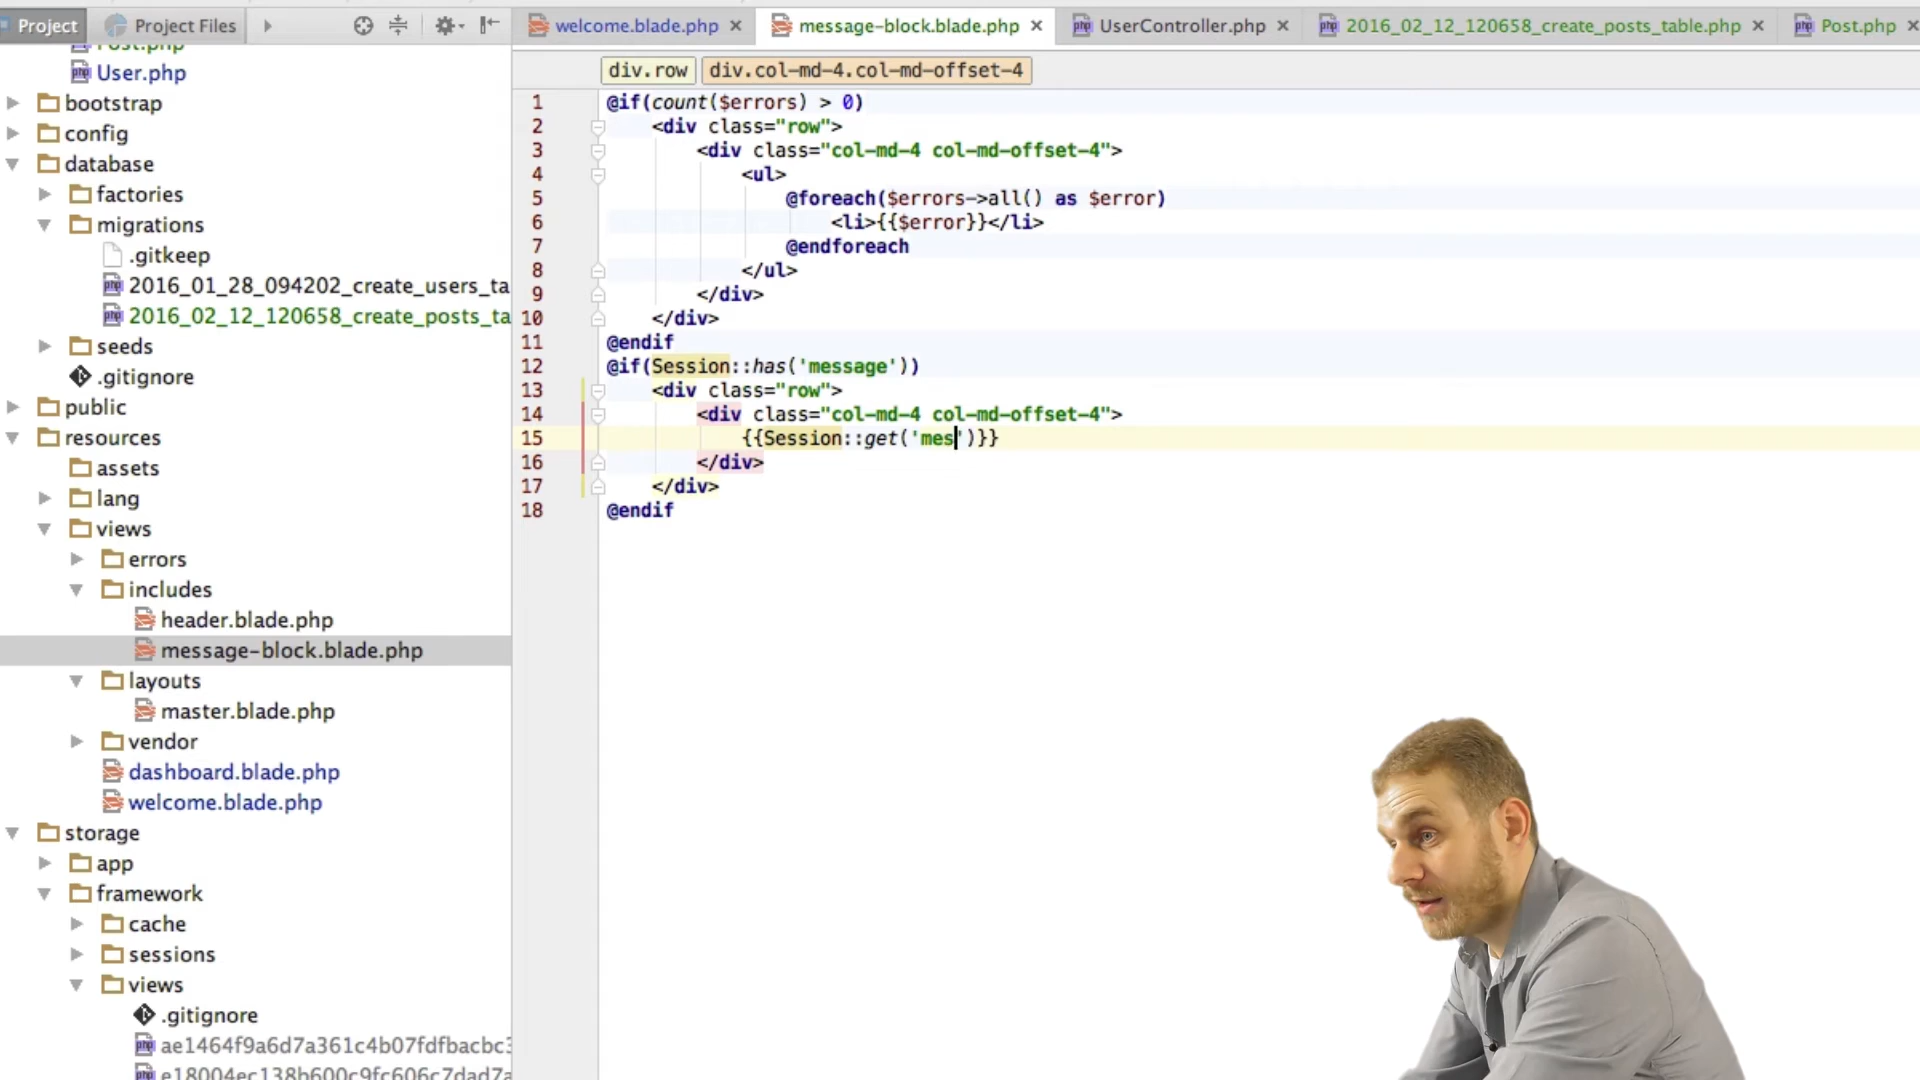 Project
Project Files
welcome.blade.php
message-block.blade.php
UserController.php
2016_02_12_120658_create_posts_table.php
Post.php
Post.php
User.php
bootstrap
config
database
factories
migrations
.gitkeep
2016_01_28_094202_create_users_ta
2016_02_12_120658_create_posts_ta
seeds
.gitignore
public
resources
assets
lang
views
errors
includes
header.blade.php
message-block.blade.php
layouts
master.blade.php
vendor
dashboard.blade.php
welcome.blade.php
storage
app
framework
cache
sessions
views
.gitignore
ae1464f9a6d7a361c4b07fdfbacbc3
e18004ec138b600c9fc606c7dad7a
div.row div.col-md-4.col-md-offset-4
1 @if(count($errors) > 0)
2 <div class="row">
3 <div class="col-md-4 col-md-offset-4">
4 <ul>
5 @foreach($errors->all() as $error)
6 <li>{{$error}}</li>
7 @endforeach
8 </ul>
9 </div>
10 </div>
11 @endif
12 @if(Session::has('message'))
13 <div class="row">
14 <div class="col-md-4 col-md-offset-4">
15 {{Session::get('mes')}}
16 </div>
17 </div>
18 @endif